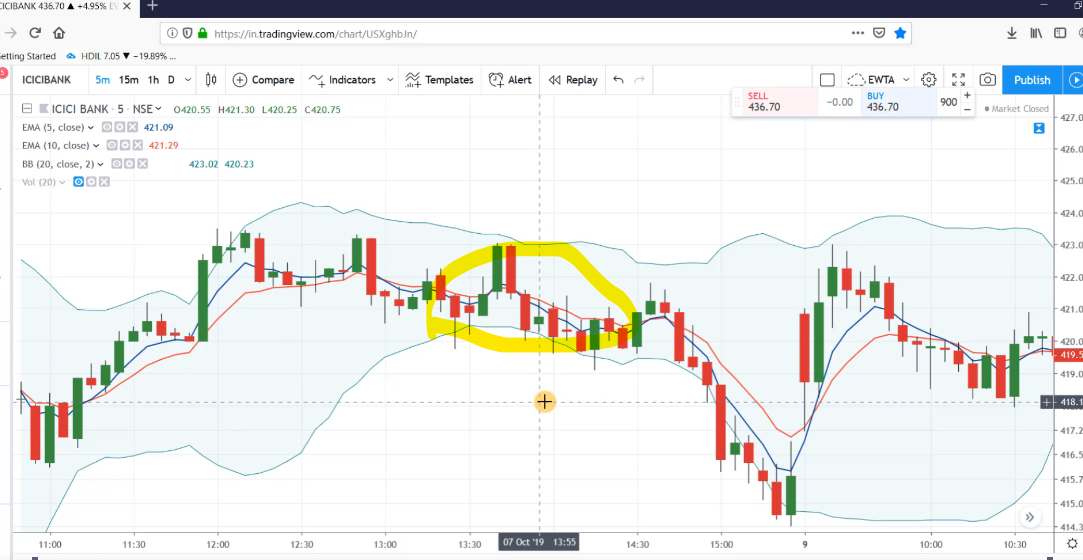 CICIBANK 436.70 ▲ +4.95%
https://in.tradingview.com/chart/USXghbIn/
Getting Started HDIL 7.05 ▼ −19.89% ...
ICICIBANK 5m 15m 1h D Compare Indicators Templates Alert Replay EWTA Publish
SELL
436.70
−0.00
BUY
436.70
900
Market Closed
ICICI BANK · 5 · NSE O420.55 H421.30 L420.25 C420.75
EMA (5, close) 421.09
EMA (10, close) 421.29
BB (20, close, 2) 423.02 420.23
Vol (20)
427.0
426.0
425.0
424.0
423.0
422.0
421.0
420.0
419.5
419.0
418.1
417.2
416.5
415.7
415.0
414.3
11:00 11:30 12:00 12:30 13:00 13:30 07 Oct '19 13:55 14:30 15:00 9 10:00 10:30